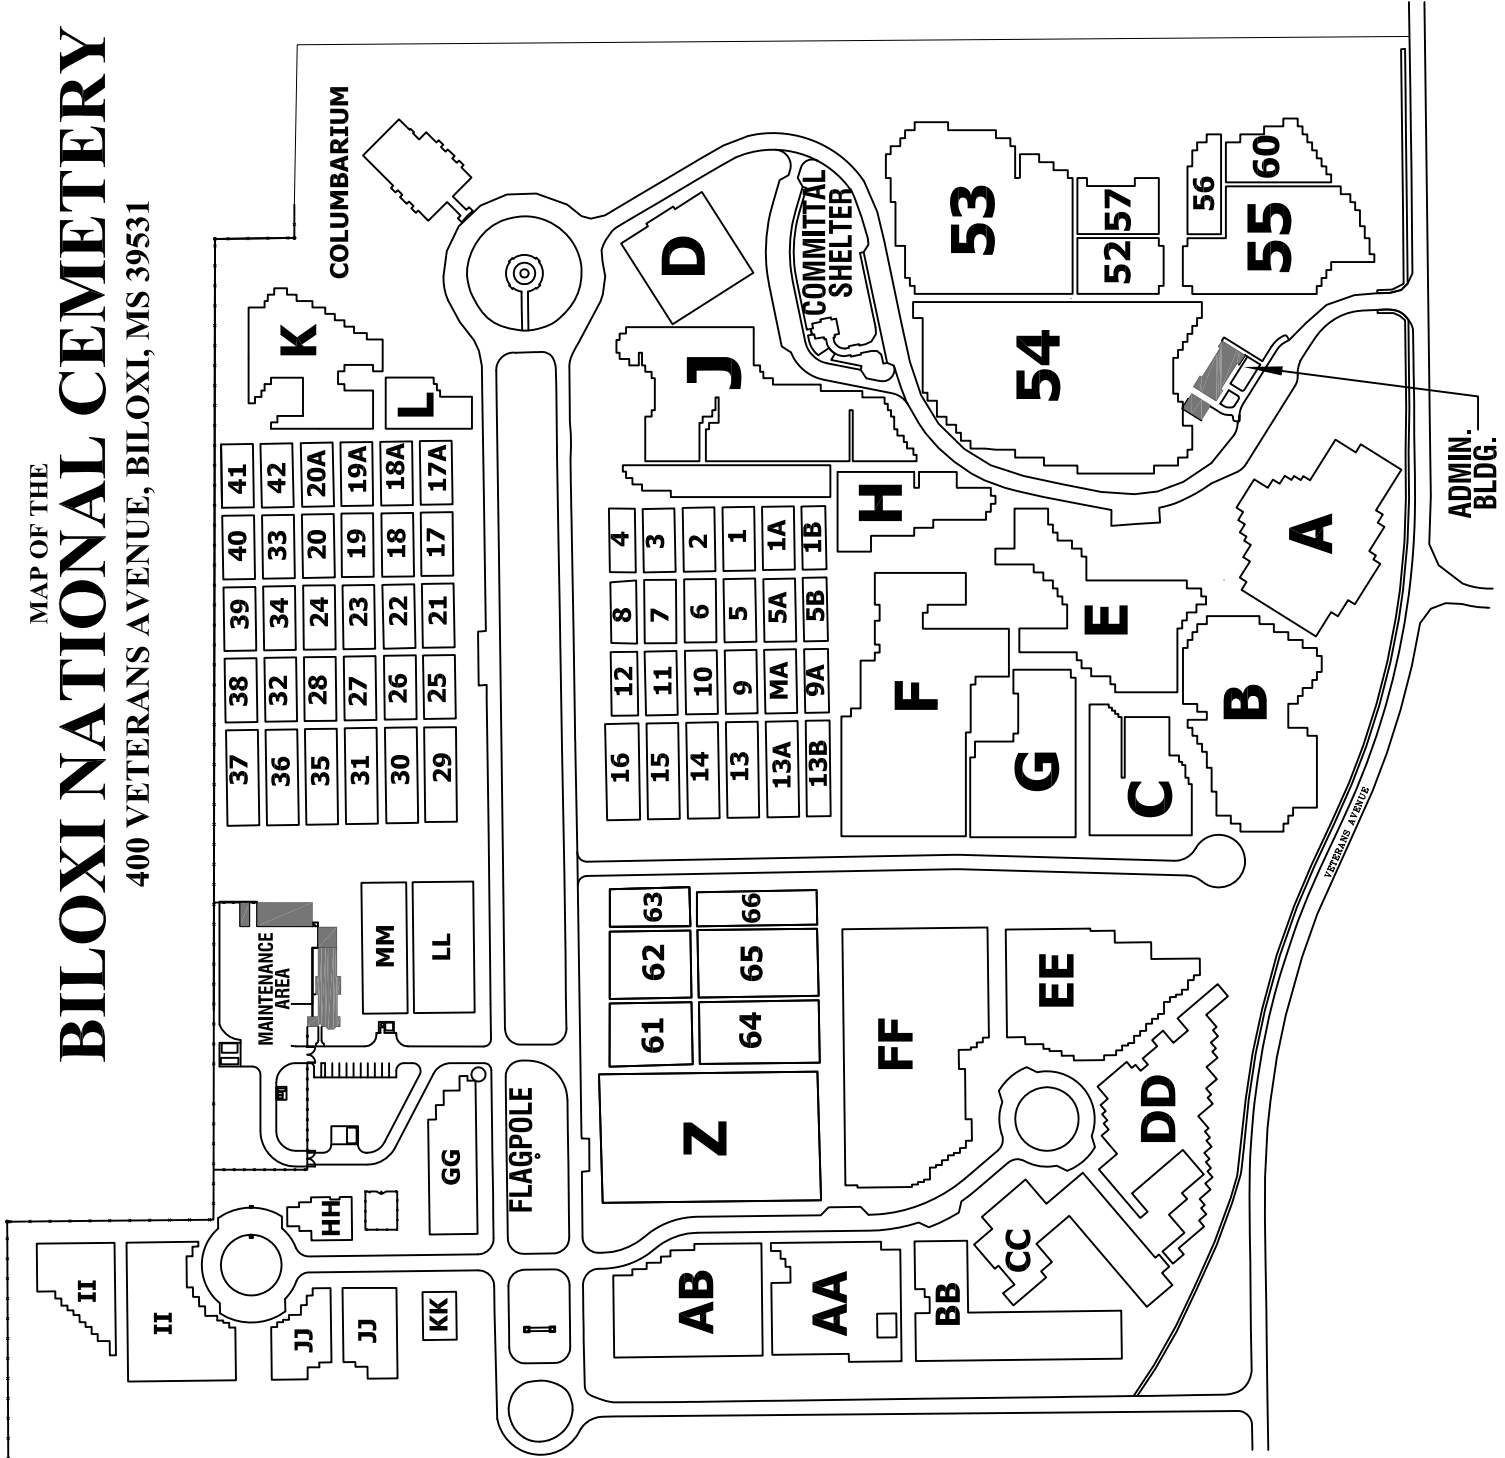 MAP OF THE
BILOXI NATIONAL CEMETERY
400 VETERANS AVENUE, BILOXI, MS 39531
II
II
37 38 39 40 41
MAINTENANCE
AREA
36 32 34 33 42
K
JJ
HH
35 28 24 20 20A
COLUMBARIUM
31 27 23 19 19A
JJ
MM
30 26 22 18 18A
L
KK
GG
LL
29 25 21 17 17A
FLAGPOLE
16 12 8 4
61 62 63
15 11 7 3
D
14 10 6 2
AB
Z
J
13 9 5 1
64 65 66
13A MA 5A 1A
13B 9A 5B 1B
COMMITTAL
SHELTER
AA
H
FF
F
BB
53
CC
EE
G
54
E
52 57
DD
C
56
B
55
60
A
VETERANS AVENUE
ADMIN.
BLDG.